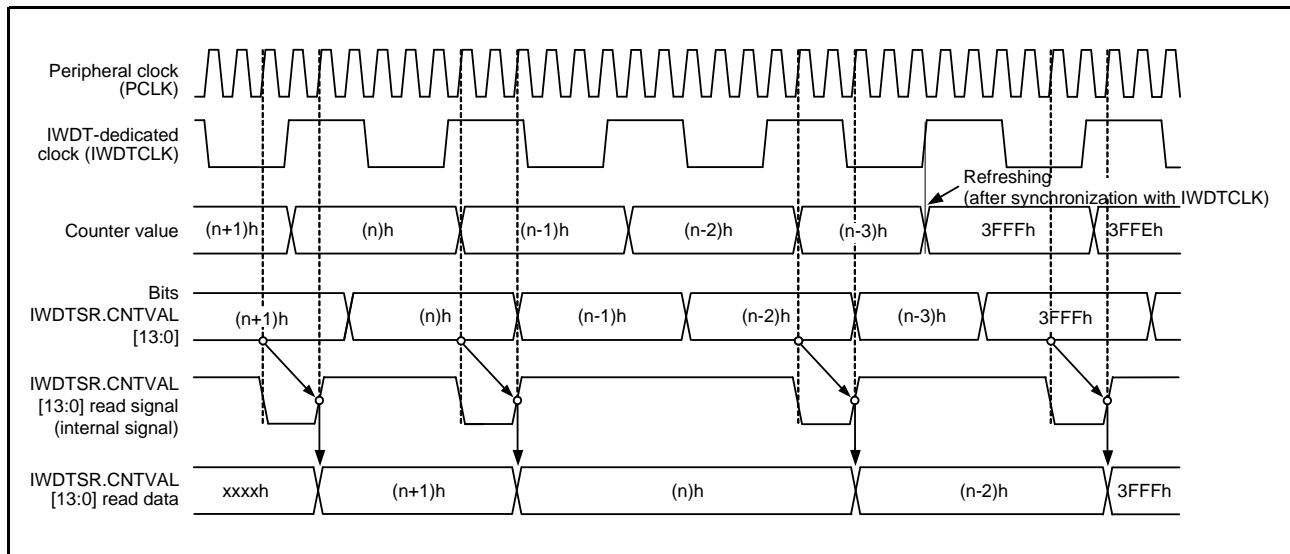 Peripheral clock
(PCLK)
IWDT-dedicated
clock (IWDTCLK)
Refreshing
(after synchronization with IWDTCLK)
Counter value
(n+1)h
(n)h
(n-1)h
(n-2)h
(n-3)h
3FFFh
3FFEh
Bits
IWDTSR.CNTVAL
[13:0]
(n+1)h
(n)h
(n-1)h
(n-2)h
(n-3)h
3FFFh
IWDTSR.CNTVAL
[13:0] read signal
(internal signal)
IWDTSR.CNTVAL
[13:0] read data
xxxxh
(n+1)h
(n)h
(n-2)h
3FFFh